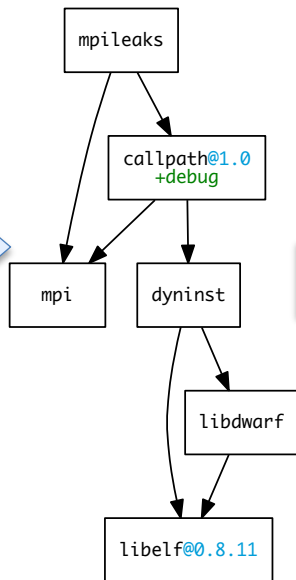 mpileaks
callpath@1.0
+debug
mpi
dyninst
libdwarf
libelf@0.8.11